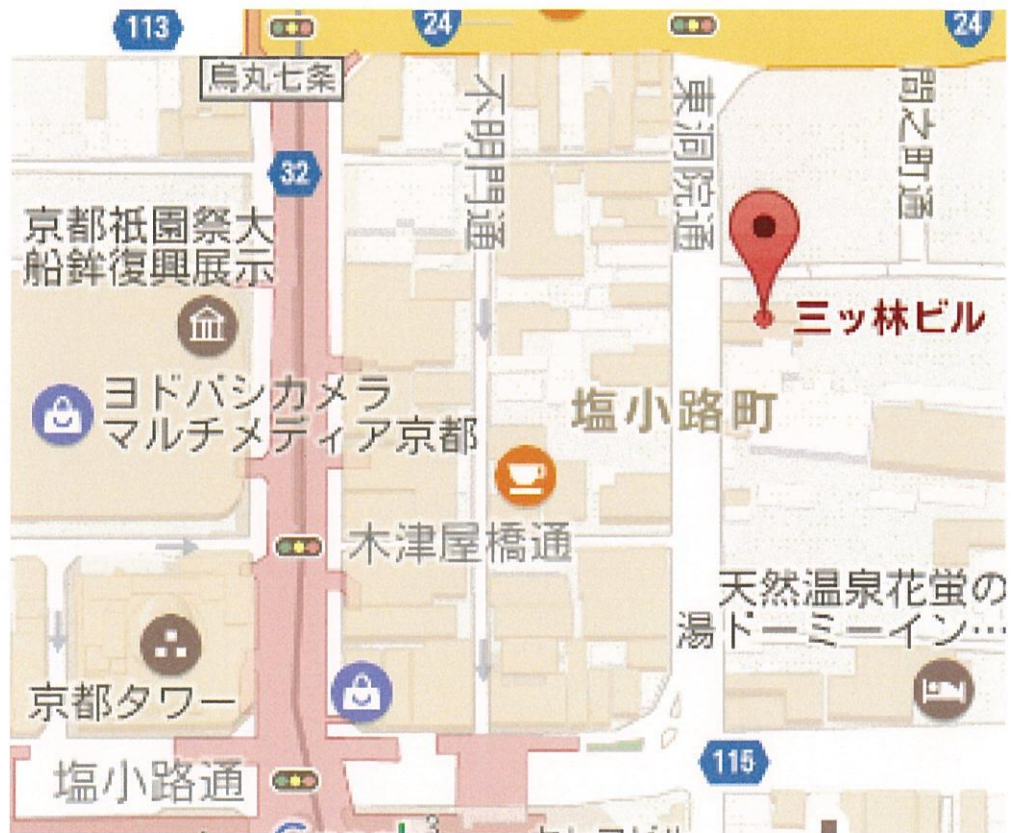 113
24
24
烏丸七条
不明門通
東洞院通
間之町通
32
京都祇園祭大
船鉾復興展示
三ッ林ビル
ヨドバシカメラ
マルチメディア京都
塩小路町
木津屋橋通
天然温泉花蛍の
湯ドーミーイン…
京都タワー
115
塩小路通